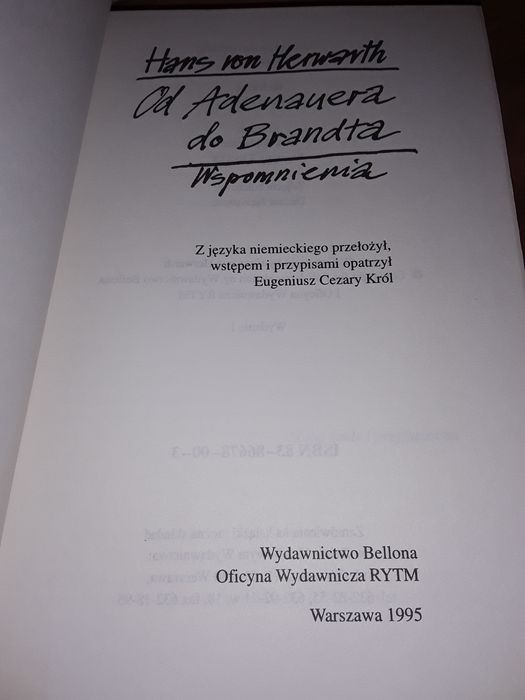 Hans von Herwarth
Od Adenauera
do Brandta
Wspomnienia
Z języka niemieckiego przełożył,
wstępem i przypisami opatrzył
Eugeniusz Cezary Król
Wydawnictwo Bellona
Oficyna Wydawnicza RYTM
Warszawa 1995